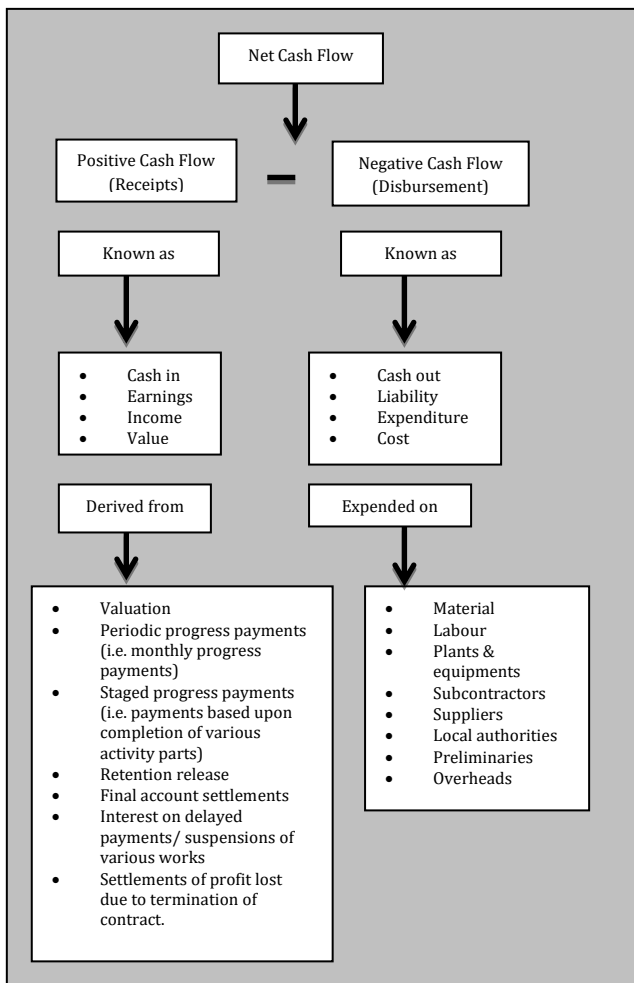 Net Cash Flow
Positive Cash Flow
(Receipts)
Negative Cash Flow
(Disbursement)
Known as
Known as
• Cash in
• Earnings
• Income
• Value
• Cash out
• Liability
• Expenditure
• Cost
Derived from
Expended on
• Valuation
• Periodic progress payments
(i.e. monthly progress
payments)
• Staged progress payments
(i.e. payments based upon
completion of various
activity parts)
• Retention release
• Final account settlements
• Interest on delayed
payments/ suspensions of
various works
• Settlements of profit lost
due to termination of
contract.
• Material
• Labour
• Plants &
equipments
• Subcontractors
• Suppliers
• Local authorities
• Preliminaries
• Overheads